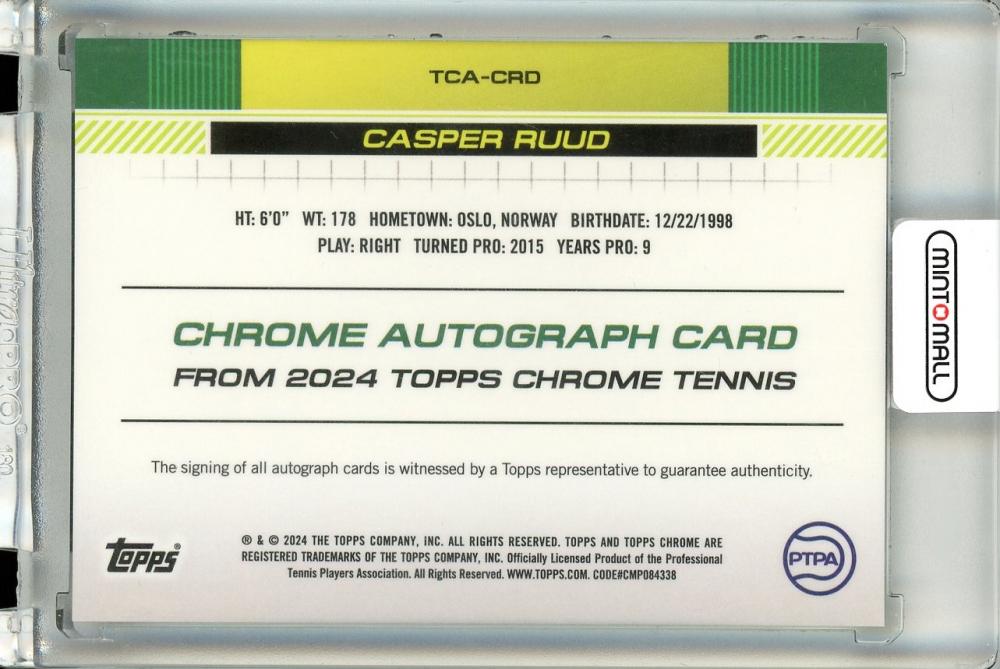 TCA-CRD
CASPER RUUD
HT: 6'0" WT: 178 HOMETOWN: OSLO, NORWAY BIRTHDATE: 12/22/1998
PLAY: RIGHT TURNED PRO: 2015 YEARS PRO: 9
CHROME AUTOGRAPH CARD
FROM 2024 TOPPS CHROME TENNIS
The signing of all autograph cards is witnessed by a Topps representative to guarantee authenticity.
topps®
® & © 2024 THE TOPPS COMPANY, INC. ALL RIGHTS RESERVED. TOPPS AND TOPPS CHROME ARE
REGISTERED TRADEMARKS OF THE TOPPS COMPANY, INC. Officially Licensed Product of the Professional
Tennis Players Association. All Rights Reserved. WWW.TOPPS.COM. CODE#CMP084338
PTPA
MINTOMALL
Ultra PRO®
180